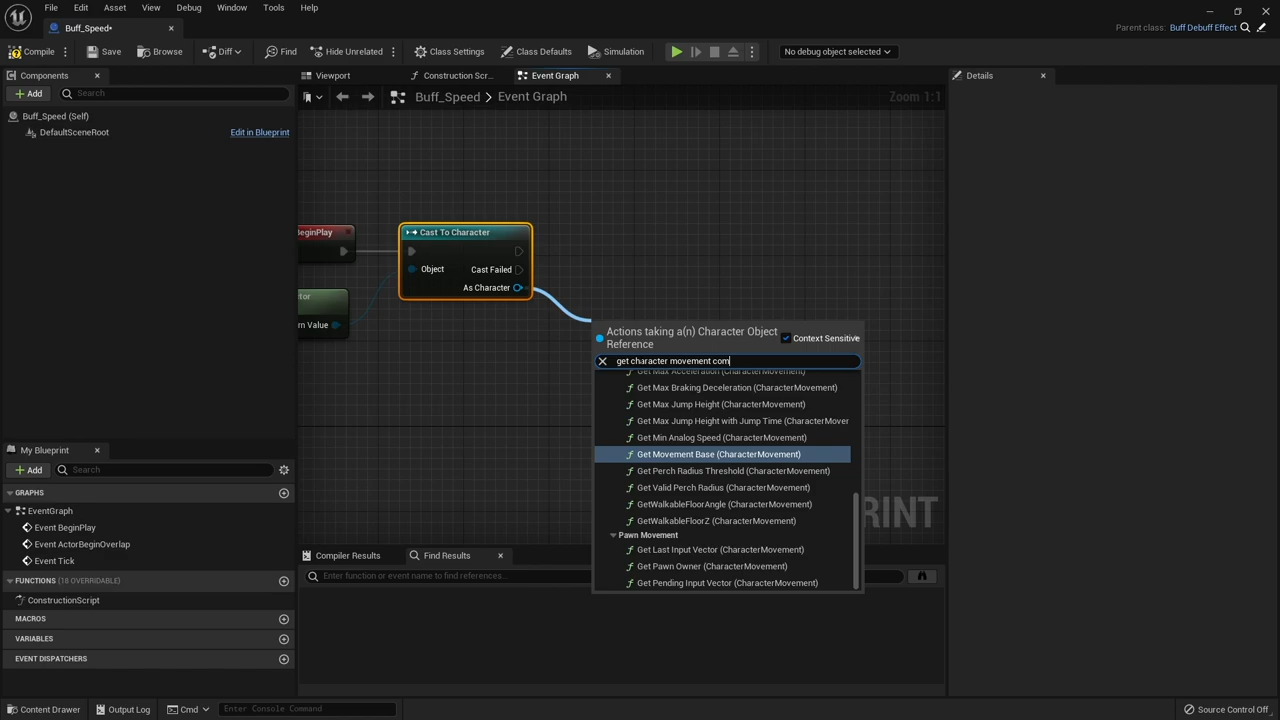 File Edit Asset View Debug Window Tools Help
Buff_Speed*
Parent class: Buff Debuff Effect
Compile Save Browse Diff Find Hide Unrelated Class Settings Class Defaults Simulation No debug object selected
Components Viewport Construction Scr... Event Graph Details
Add Search
Buff_Speed > Event Graph Zoom 1:1
Buff_Speed (Self)
DefaultSceneRoot Edit in Blueprint
BeginPlay Cast To Character
Object Cast Failed
As Character
tor
rn Value
Actions taking a(n) Character Object Reference Context Sensitive
get character movement com
Get Max Acceleration (CharacterMovement)
Get Max Braking Deceleration (CharacterMovement)
Get Max Jump Height (CharacterMovement)
Get Max Jump Height with Jump Time (CharacterMover
Get Min Analog Speed (CharacterMovement)
Get Movement Base (CharacterMovement)
Get Perch Radius Threshold (CharacterMovement)
Get Valid Perch Radius (CharacterMovement)
GetWalkableFloorAngle (CharacterMovement)
GetWalkableFloorZ (CharacterMovement)
Pawn Movement
Get Last Input Vector (CharacterMovement)
Get Pawn Owner (CharacterMovement)
Get Pending Input Vector (CharacterMovement)
RINT
My Blueprint
Add Search
GRAPHS
EventGraph
Event BeginPlay
Event ActorBeginOverlap
Event Tick
FUNCTIONS (18 OVERRIDABLE)
ConstructionScript
MACROS
VARIABLES
EVENT DISPATCHERS
Compiler Results Find Results
Enter function or event name to find references...
Content Drawer Output Log Cmd Enter Console Command Source Control Off